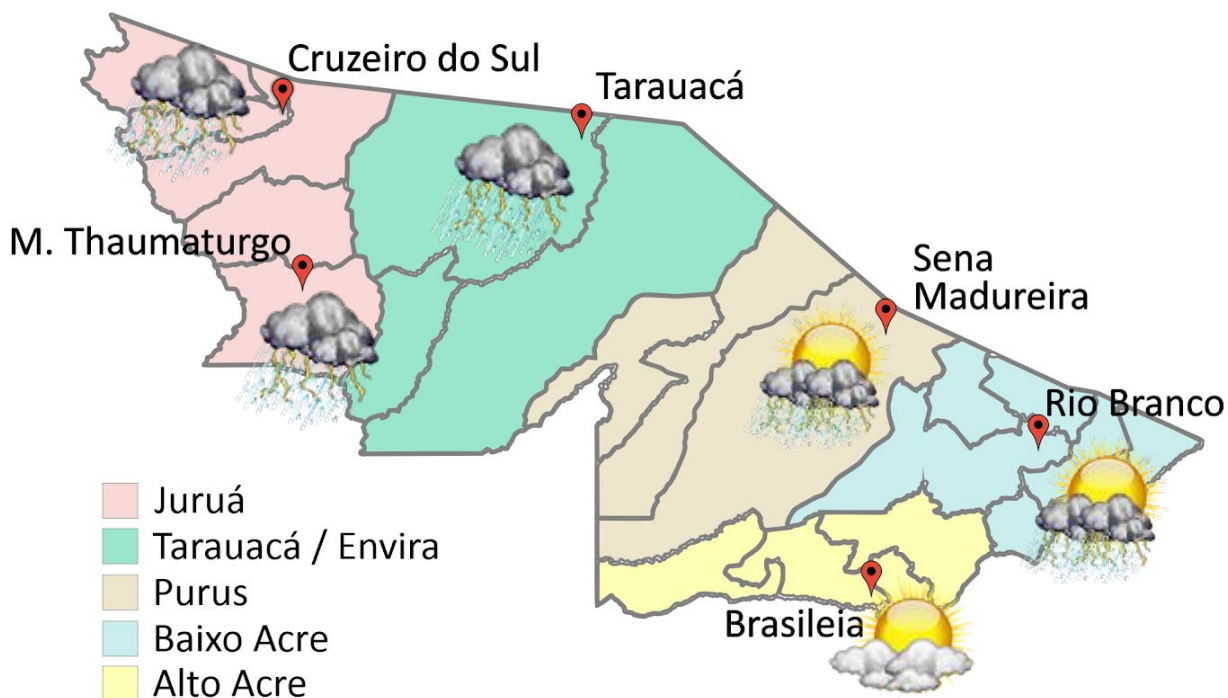 Cruzeiro do Sul
Tarauacá
M. Thaumaturgo
Sena
Madureira
Rio Branco
Brasileia
Juruá
Tarauacá / Envira
Purus
Baixo Acre
Alto Acre